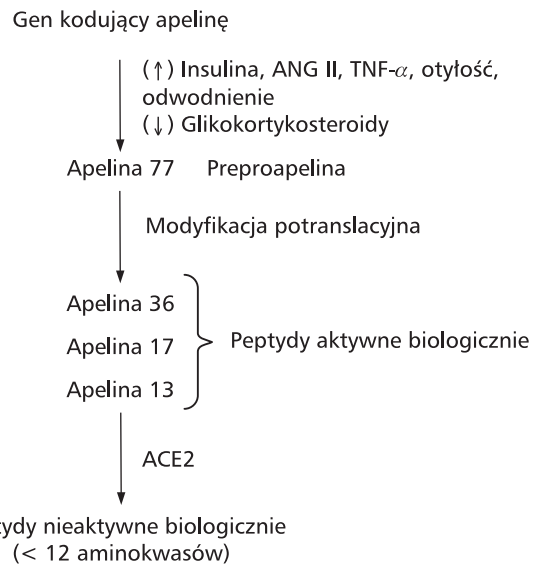 Gen kodujący apelinę
(↑) Insulina, ANG II, TNF-α, otyłość,
odwodnienie
(↓) Glikokortykosteroidy
Apelina 77 Preproapelina
Modyfikacja potranslacyjna
Apelina 36
Apelina 17
Apelina 13
Peptydy aktywne biologicznie
ACE2
tydy nieaktywne biologicznie
(< 12 aminokwasów)